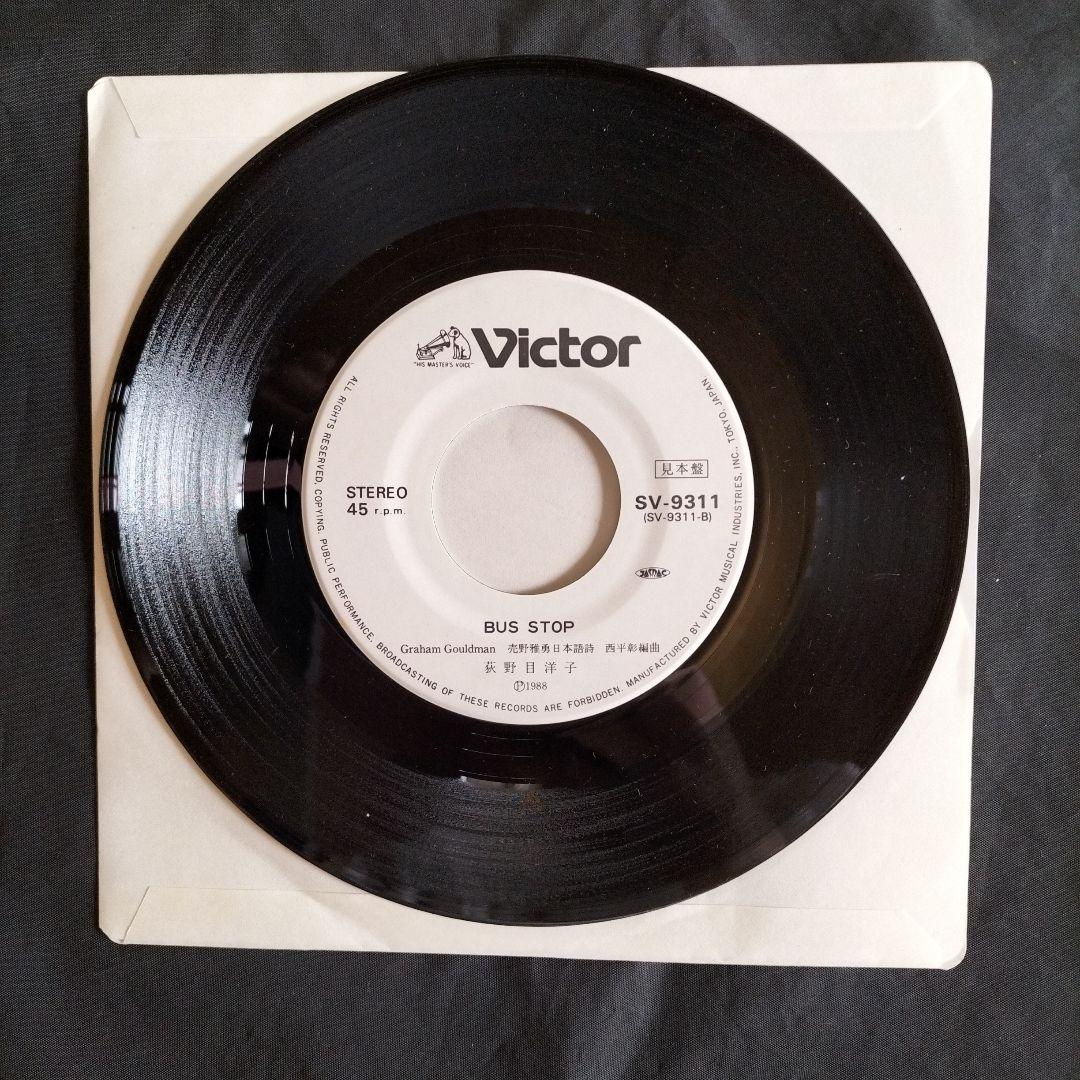 Victor
"HIS MASTER'S VOICE"
見本盤
STEREO
45 r.p.m.
SV-9311
(SV-9311-B)
JASRAC
BUS STOP
Graham Gouldman 売野雅勇日本語詩 西平彰編曲
荻野目洋子
Ⓟ1988
ALL RIGHTS RESERVED, COPYING, PUBLIC PERFORMANCE, BROADCASTING OF THESE RECORDS ARE FORBIDDEN. MANUFACTURED BY VICTOR MUSICAL INDUSTRIES, INC., TOKYO, JAPAN.